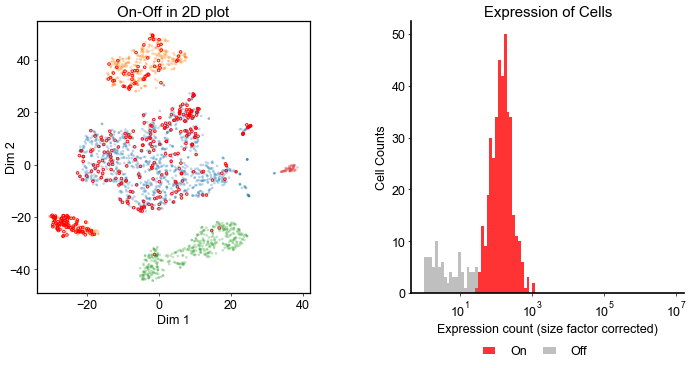 On-Off in 2D plot
Dim 2
40
20
0
−20
−40
−20
0
20
40
Dim 1
Expression of Cells
Cell Counts
50
40
30
20
10
0
10^1
10^3
10^5
10^7
Expression count (size factor corrected)
On
Off